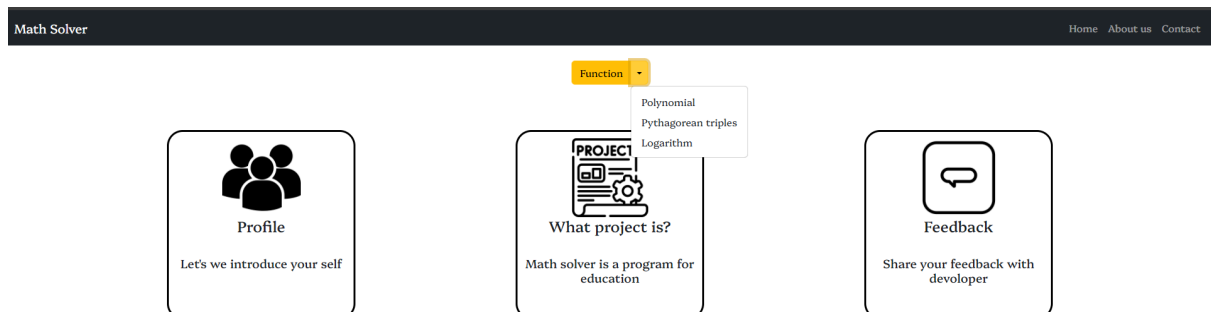 Math Solver
Home About us Contact
Function
Polynomial
Pythagorean triples
Logarithm
Profile
Let's we introduce your self
PROJECT
What project is?
Math solver is a program for
education
Feedback
Share your feedback with
devoloper